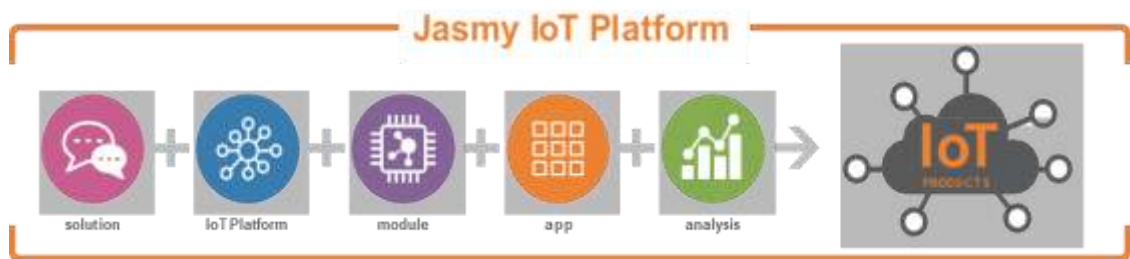 Jasmy IoT Platform
solution
IoT Platform
module
app
analysis
IoT
PRODUCTS